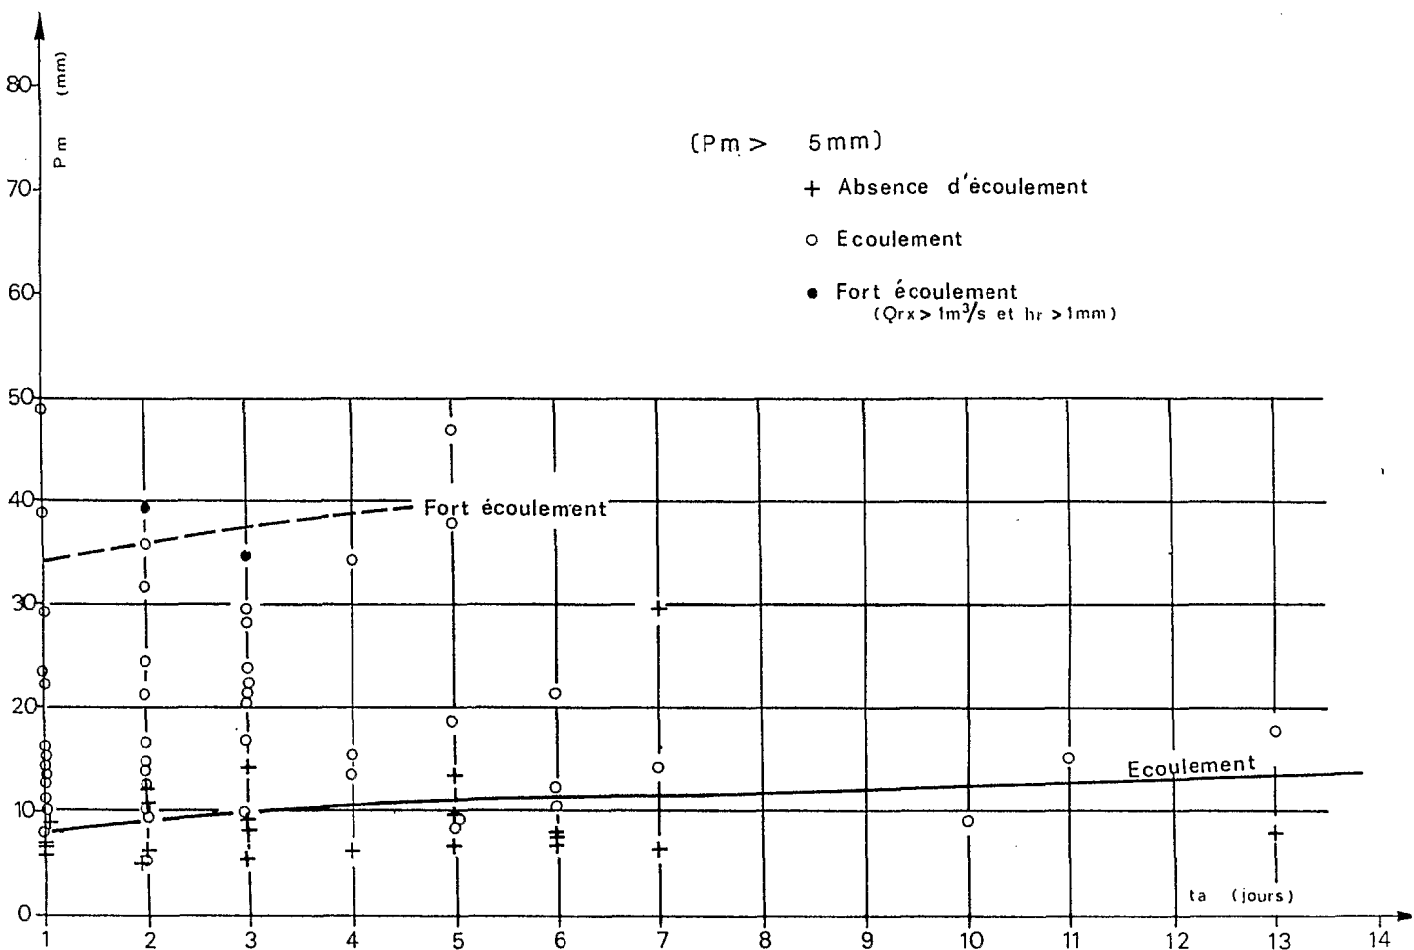 80
Pm (mm)
(Pm > 5mm)
70
+ Absence d'écoulement
o Ecoulement
60
• Fort écoulement
(Qrx > 1m³/s et hr > 1mm)
50
40
Fort écoulement
30
20
Ecoulement
10
ta (jours)
0
1 2 3 4 5 6 7 8 9 10 11 12 13 14